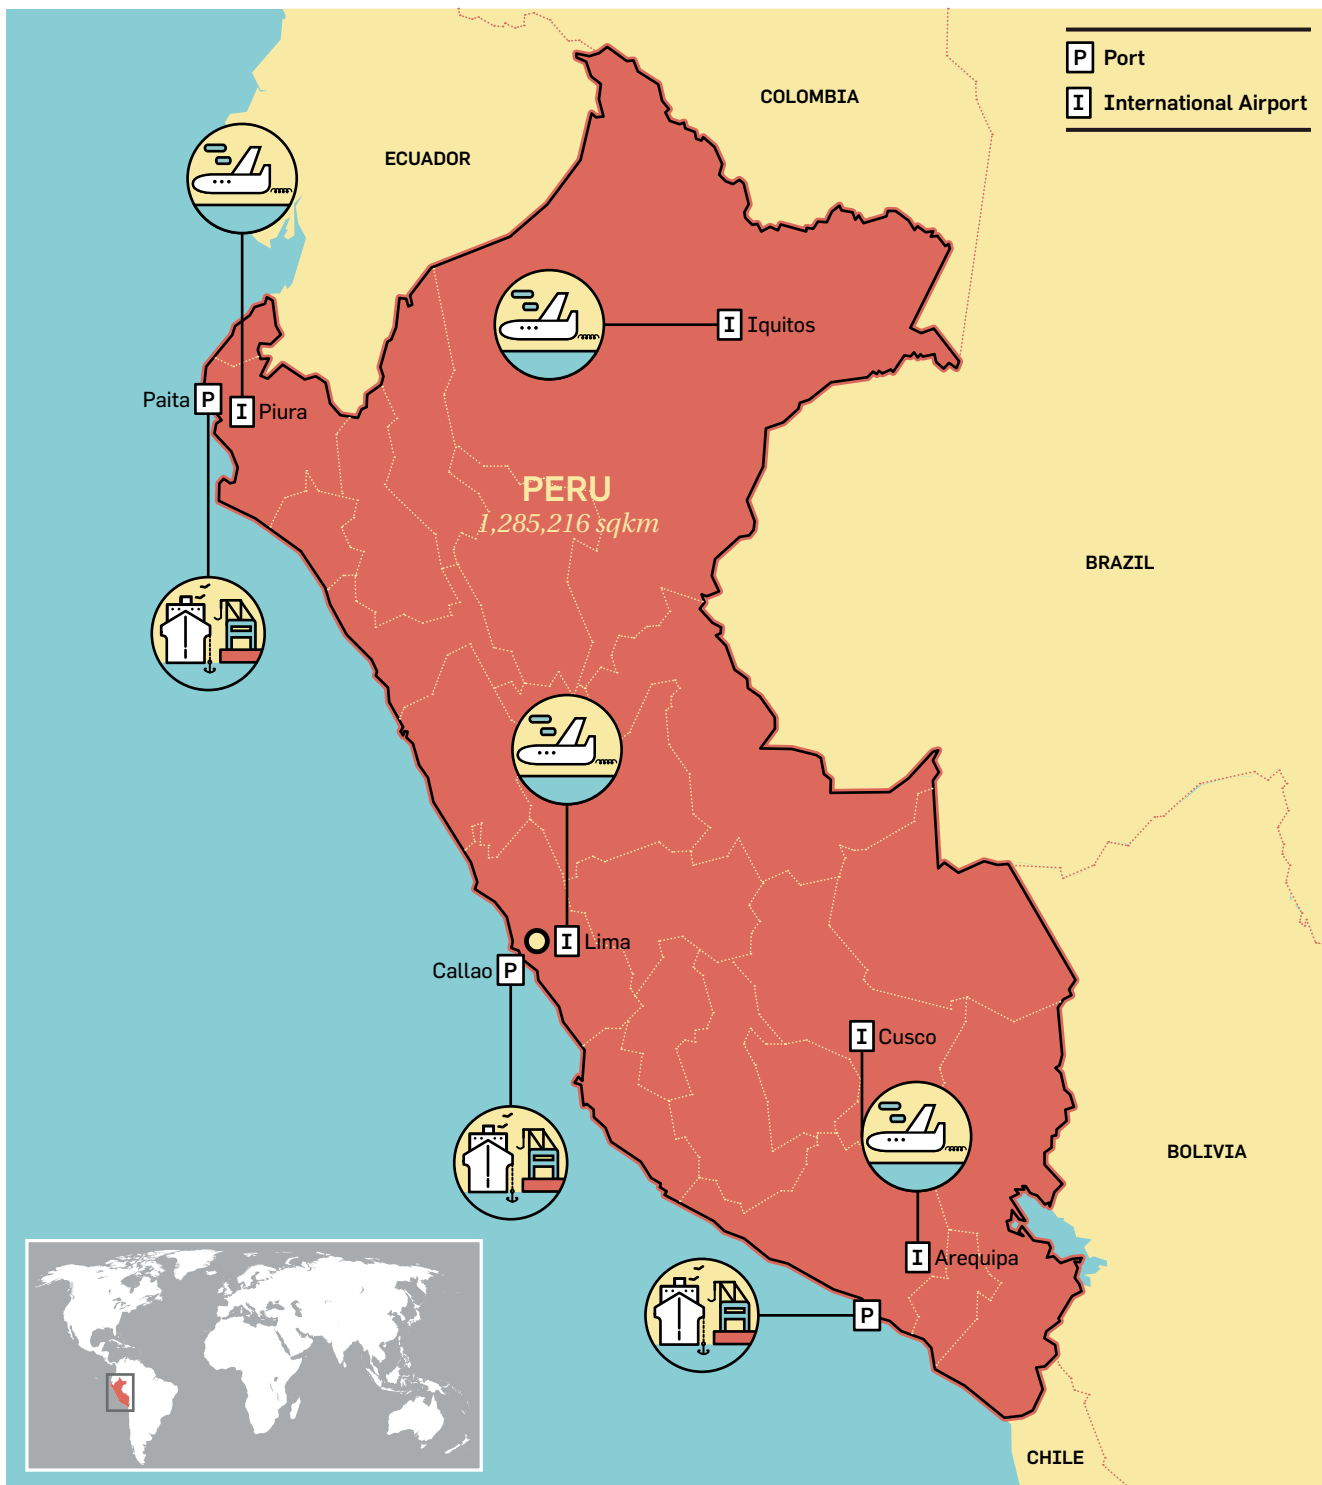 P Port
I International Airport
COLOMBIA
ECUADOR
I Iquitos
Paita P
I Piura
PERU
1,285,216 sqkm
BRAZIL
I Lima
Callao P
I Cusco
BOLIVIA
I Arequipa
P
CHILE